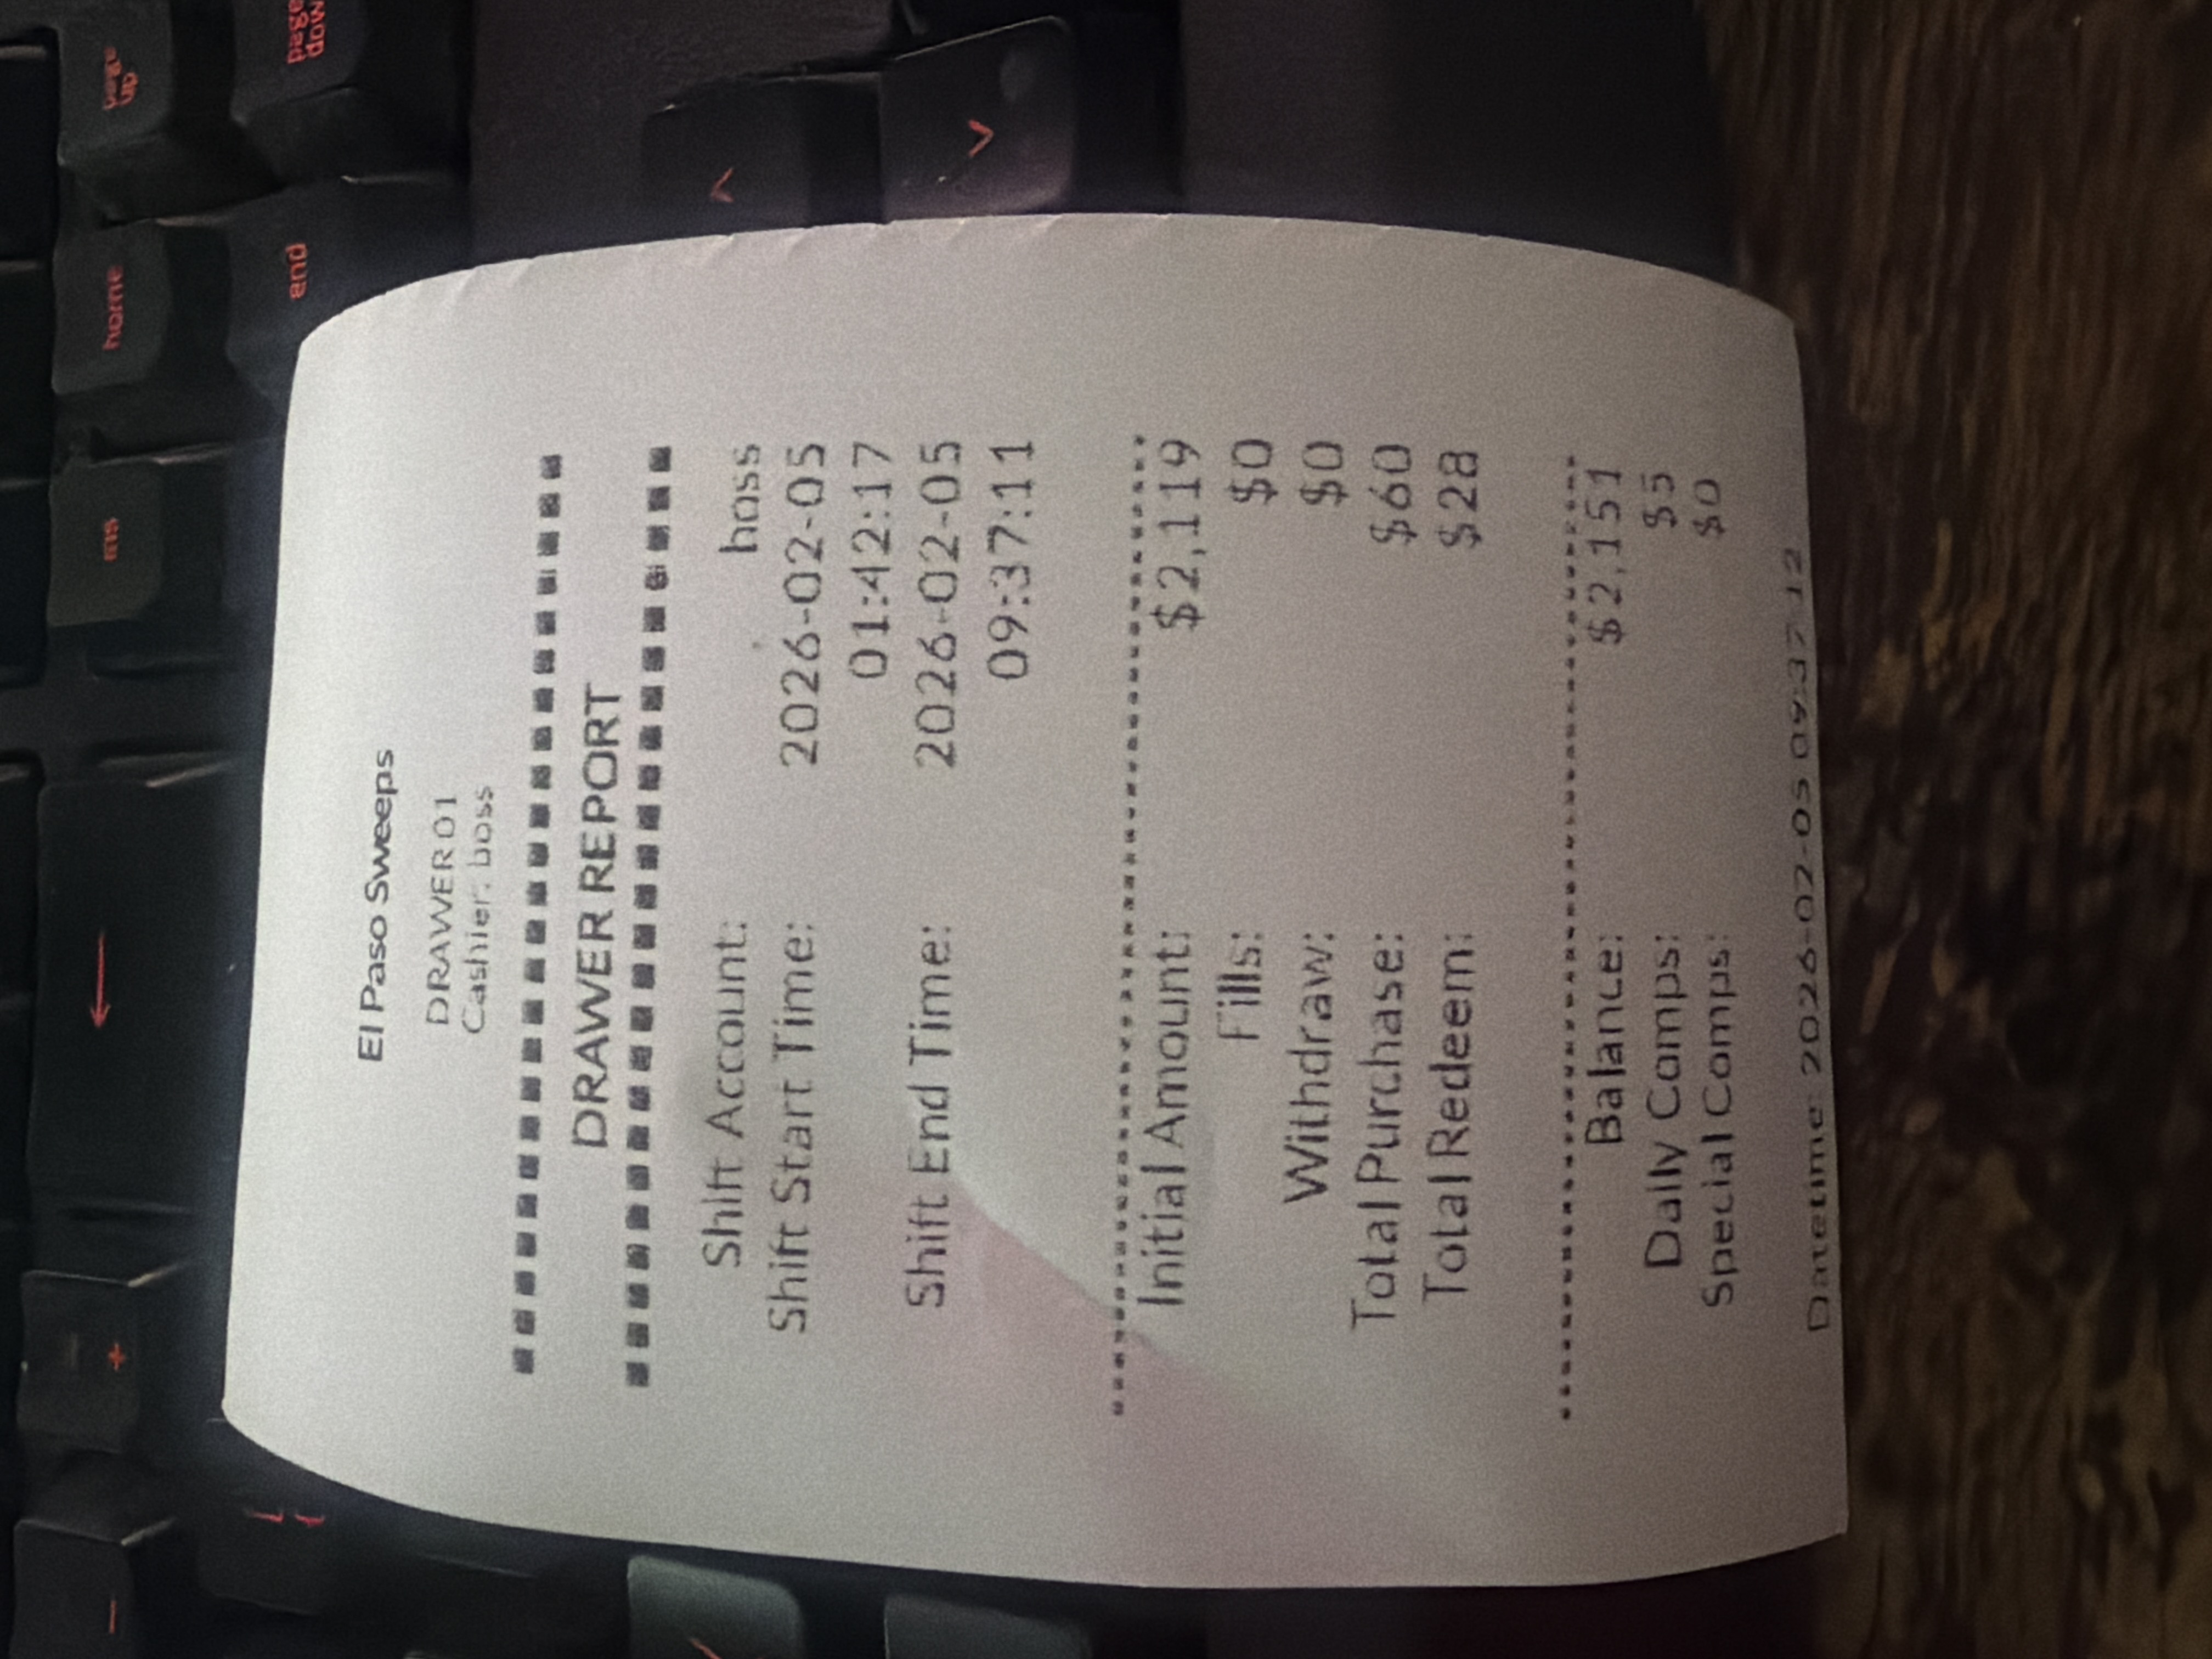 El Paso Sweeps
DRAWER 01
Cashier: boss
DRAWER REPORT
Shift Account: boss
Shift Start Time: 2026-02-05
01:42:17
Shift End Time: 2026-02-05
09:37:11
Initial Amount: $2,119
Fills: $0
Withdraw: $0
Total Purchase: $60
Total Redeem: $28
Balance: $2,151
Daily Comps: $5
Special Comps: $0
Datetime: 2026-02-05 09:37:12
page up
page down
home
end
ins
+